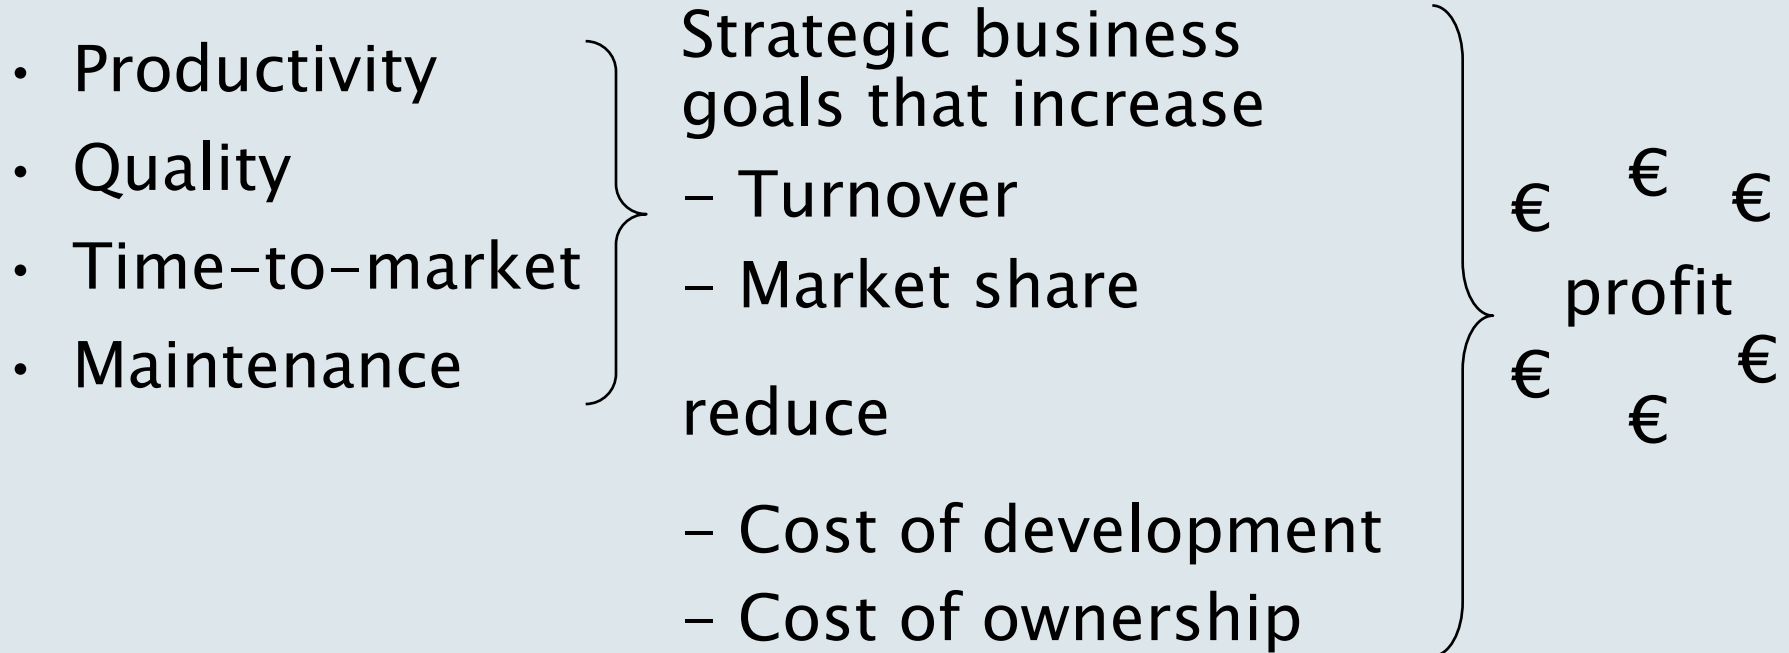 • Productivity
• Quality
• Time-to-market
• Maintenance
Strategic business
goals that increase
- Turnover
- Market share
reduce
- Cost of development
- Cost of ownership
€ € €
profit
€ € €